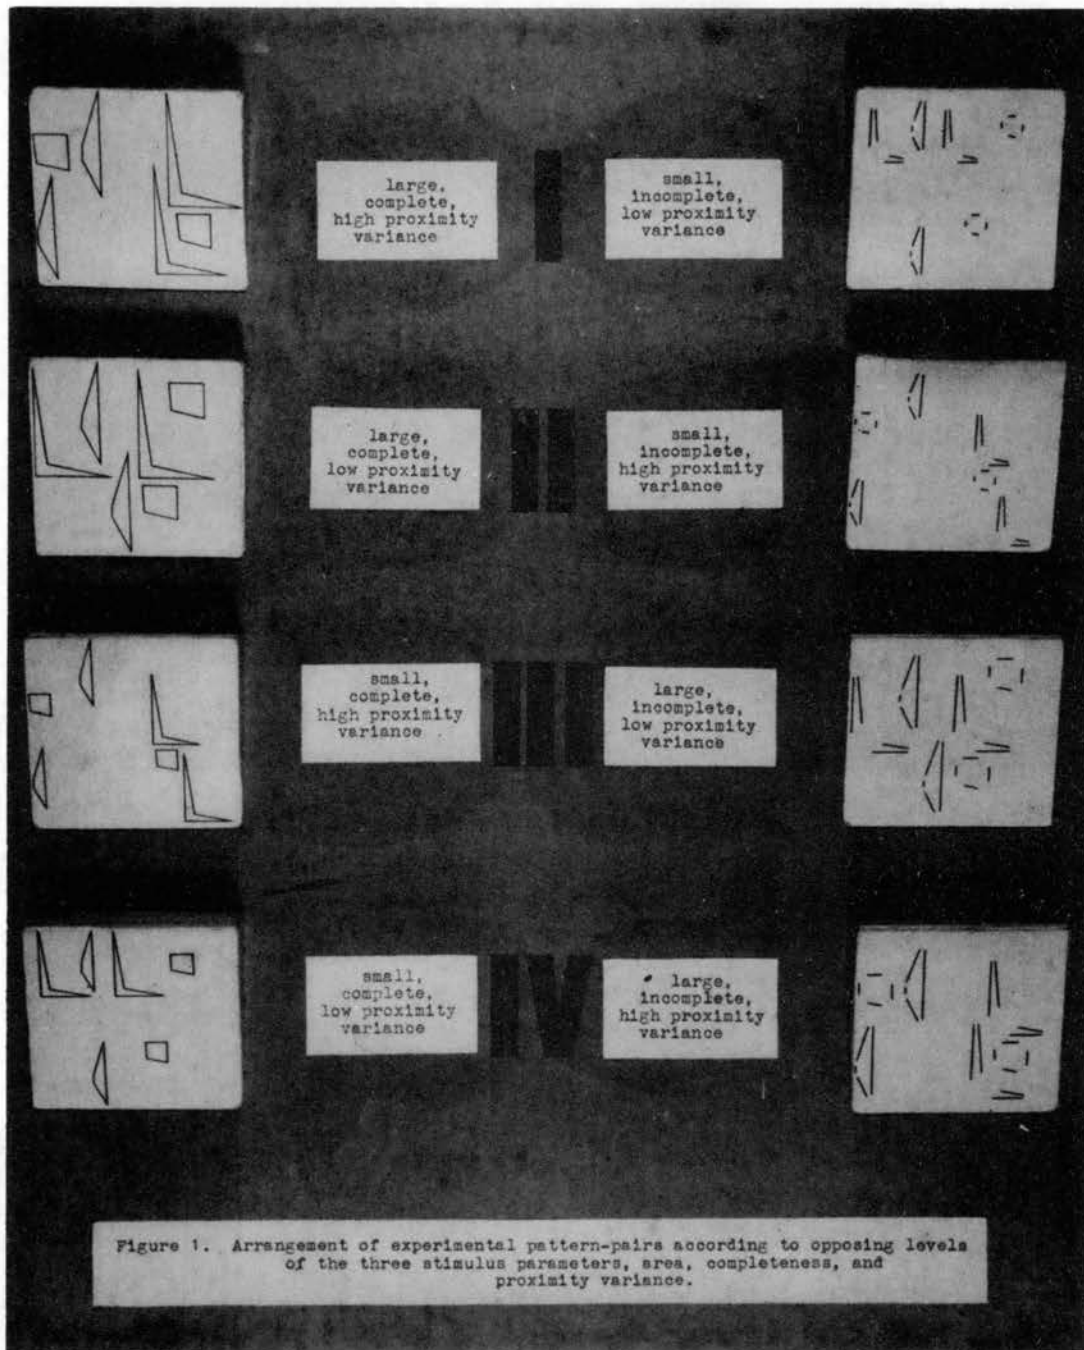 large,
complete,
high proximity
variance
I
small,
incomplete,
low proximity
variance
large,
complete,
low proximity
variance
II
small,
incomplete,
high proximity
variance
small,
complete,
high proximity
variance
III
large,
incomplete,
low proximity
variance
small,
complete,
low proximity
variance
IV
large,
incomplete,
high proximity
variance
Figure 1. Arrangement of experimental pattern-pairs according to opposing levels
of the three stimulus parameters, area, completeness, and
proximity variance.